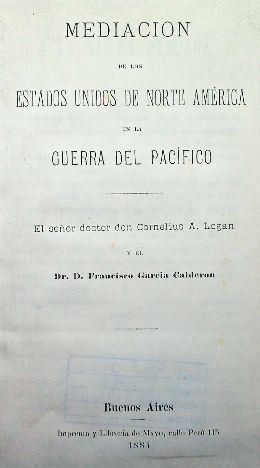 MEDIACION
DE LOS
ESTADOS UNIDOS DE NORTE AMÉRICA
EN LA
GUERRA DEL PACÍFICO
El señor doctor don Cornelius A. Logan
Y EL
Dr. D. Francisco García Calderon
Buenos Aires
Imprenta y Librería de Mayo, calle Perú 115
1884